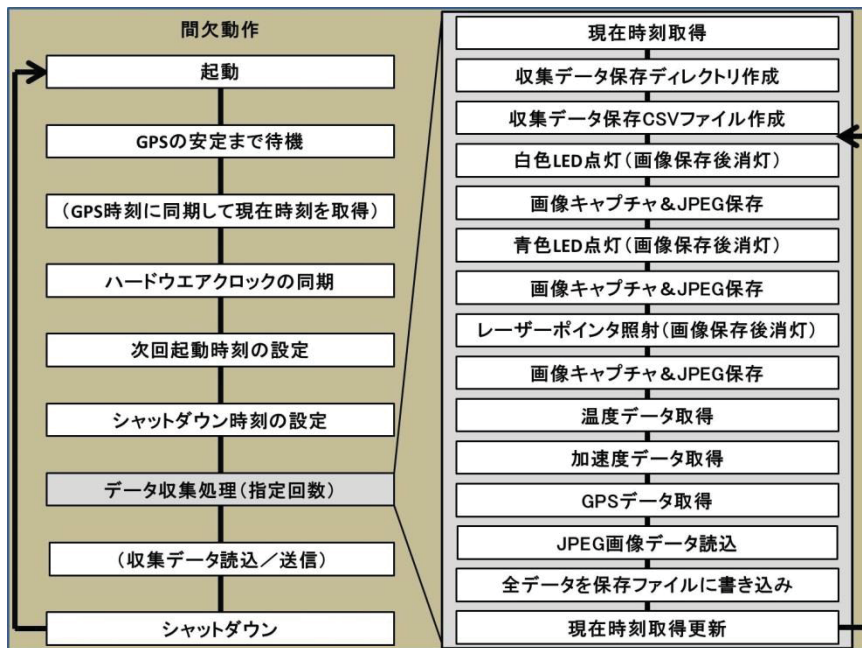 間欠動作
起動
GPSの安定まで待機
(GPS時刻に同期して現在時刻を取得)
ハードウエアクロックの同期
次回起動時刻の設定
シャットダウン時刻の設定
データ収集処理(指定回数)
(収集データ読込／送信)
シャットダウン
現在時刻取得
収集データ保存ディレクトリ作成
収集データ保存CSVファイル作成
白色LED点灯(画像保存後消灯)
画像キャプチャ&JPEG保存
青色LED点灯(画像保存後消灯)
画像キャプチャ&JPEG保存
レーザーポインタ照射(画像保存後消灯)
画像キャプチャ&JPEG保存
温度データ取得
加速度データ取得
GPSデータ取得
JPEG画像データ読込
全データを保存ファイルに書き込み
現在時刻取得更新